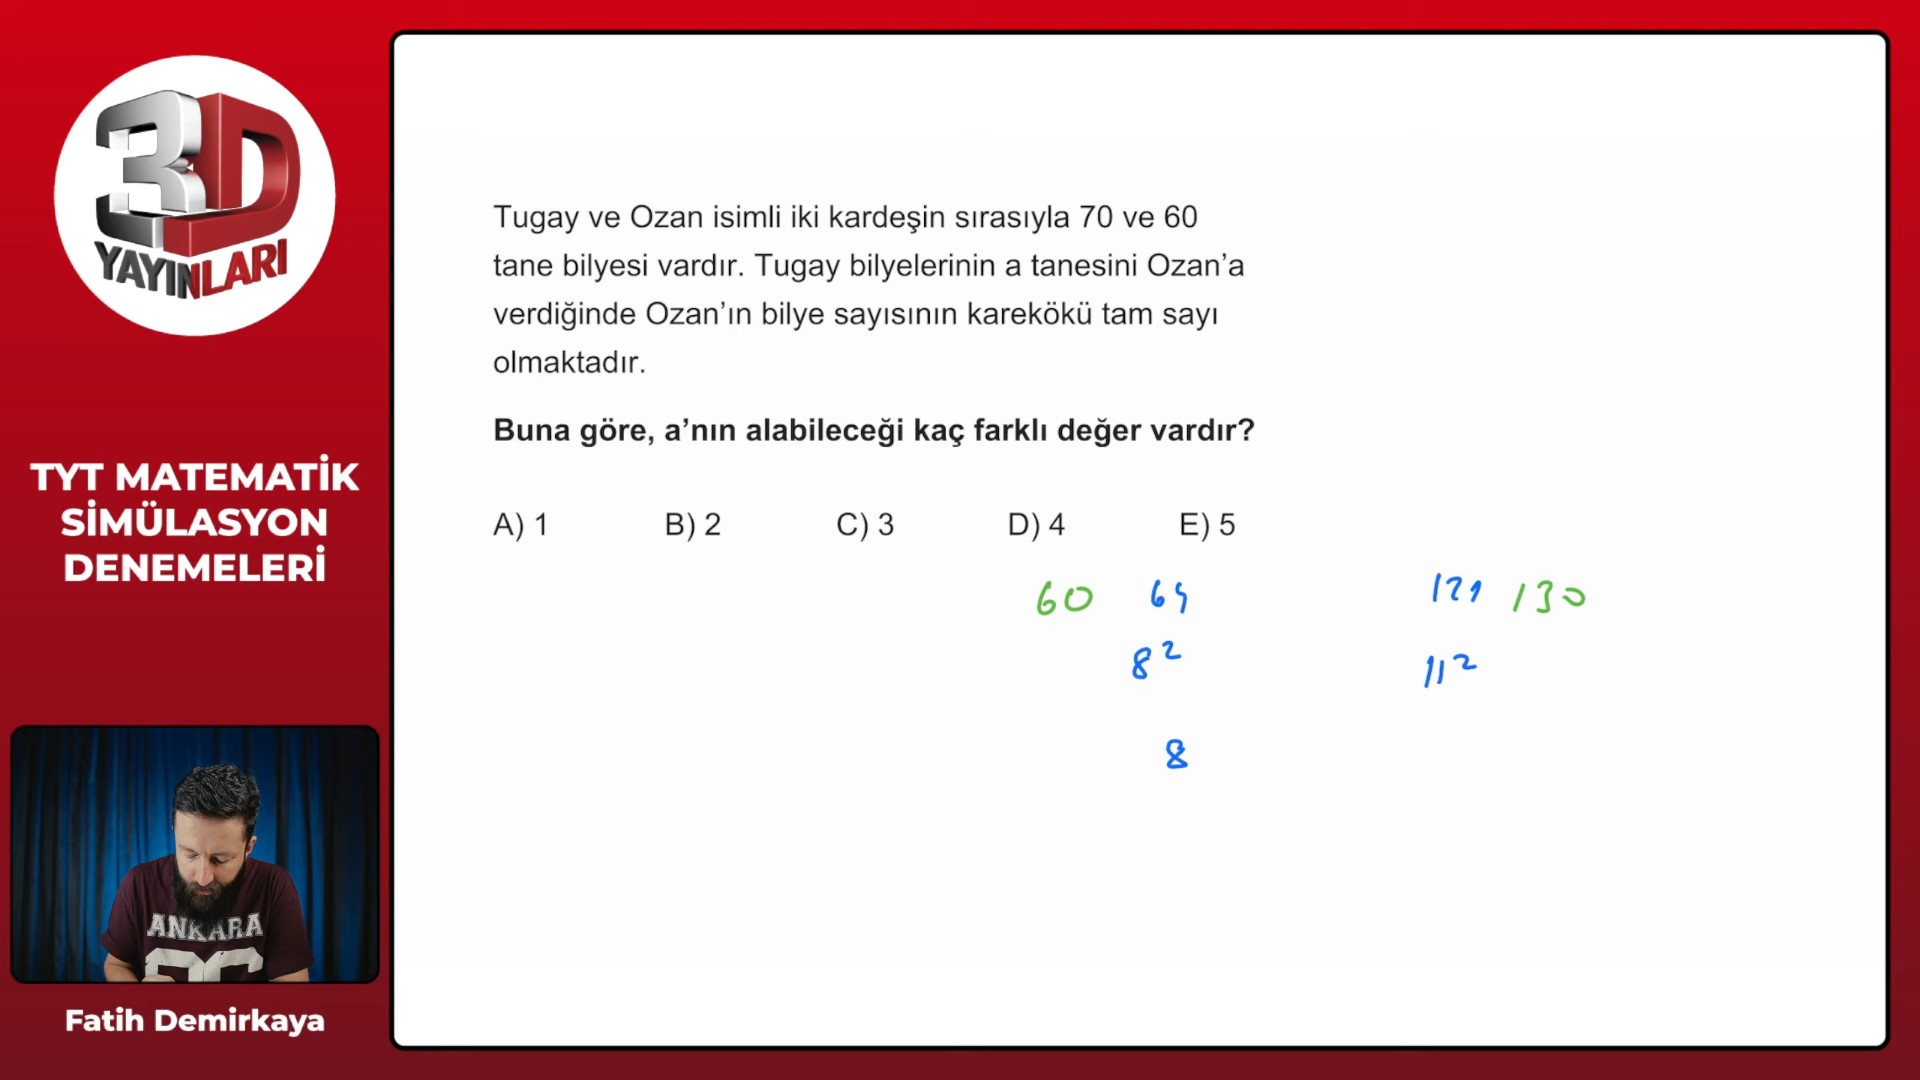 3D
YAYINLARI
TYT MATEMATİK
SİMÜLASYON
DENEMELERİ
ANKARA
Fatih Demirkaya
Tugay ve Ozan isimli iki kardeşin sırasıyla 70 ve 60
tane bilyesi vardır. Tugay bilyelerinin a tanesini Ozan’a
verdiğinde Ozan’ın bilye sayısının karekökü tam sayı
olmaktadır.
Buna göre, a’nın alabileceği kaç farklı değer vardır?
A) 1 B) 2 C) 3 D) 4 E) 5
60 64 121 130
8² 11²
8